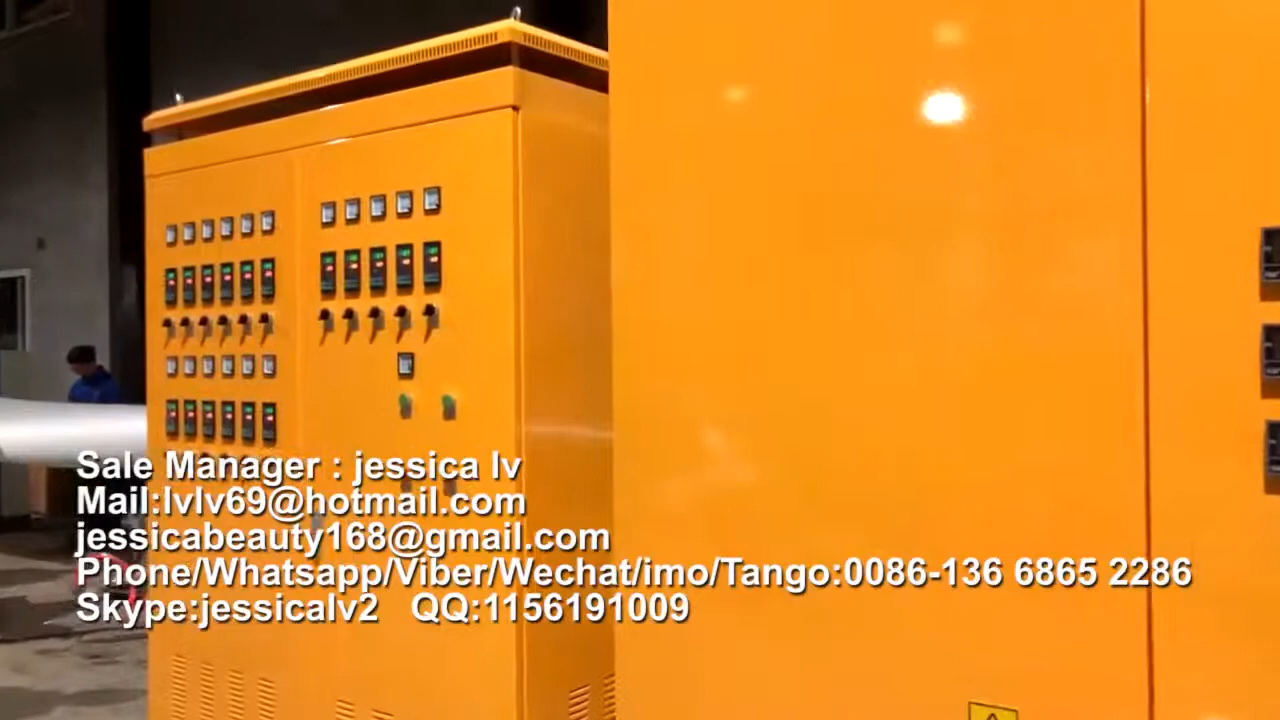 Sale Manager : jessica lv
Mail:lvlv69@hotmail.com
jessicabeauty168@gmail.com
Phone/Whatsapp/Viber/Wechat/imo/Tango:0086-136 6865 2286
Skype:jessicalv2 QQ:1156191009